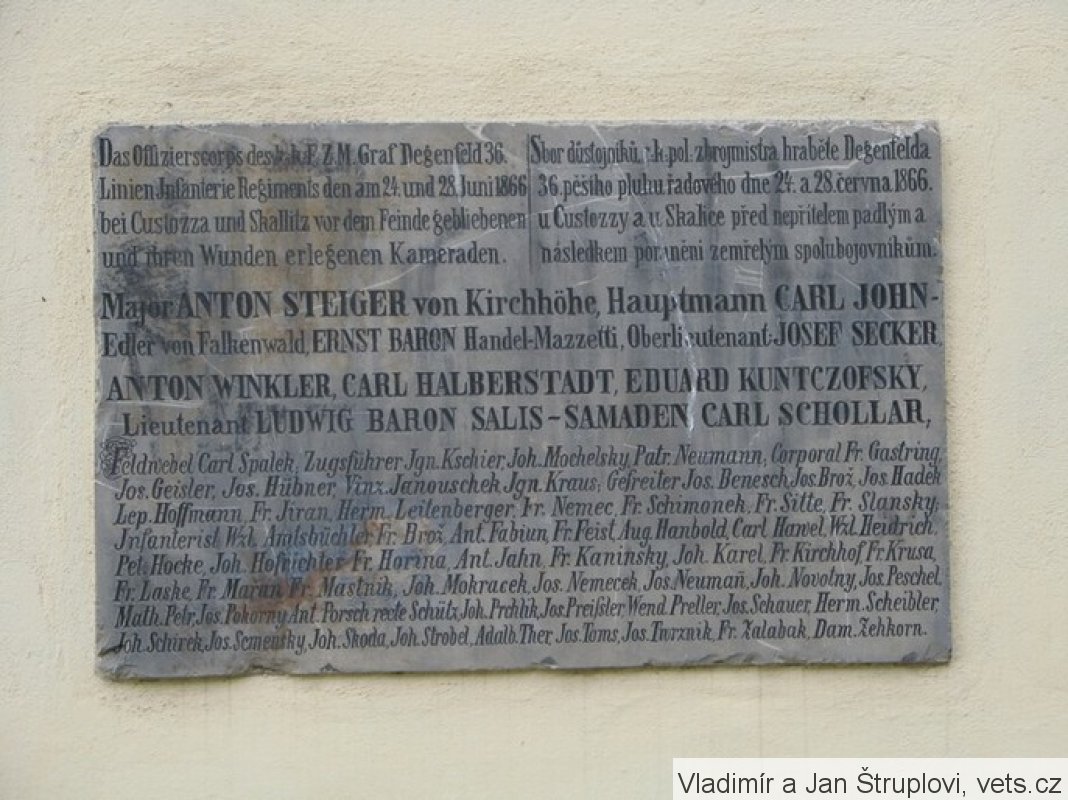 Das Offizierscorps des k.k. F.Z.M. Graf Degenfeld 36.
Linien Infanterie Regiments den am 24. und 28 Juni 1866
bei Custozza und Skallitz vor dem Feinde gebliebenen
und ihren Wunden erlegenen Kameraden.
Sbor důstojníků, k. pol. zbrojmistra hraběte Degenfelda
36. pěšího pluku řadového dne 24. a 28. června 1866.
u Custozzy a u Skalice před nepřítelem padlým a
následkem poranění zemřelým spolubojovníkům.
Major ANTON STEIGER von Kirchhöhe, Hauptmann CARL JOHN-
Edler von Falkenwald, ERNST BARON Handel-Mazzetti, Oberlieutenant JOSEF SECKER,
ANTON WINKLER, CARL HALBERSTADT, EDUARD KUNTCZOFSKY,
Lieutenant LUDWIG BARON SALIS-SAMADEN CARL SCHOLLAR,
Feldwebel Carl Spalek, Zugsführer Jgn. Kschier, Joh. Mochelsky, Patr. Neumann, Corporal Fr. Gastring,
Jos. Geisler, Jos. Hübner, Vinz. Janouschek Jgn. Kraus, Gefreiter Jos. Benesch Jos. Brož, Jos. Hadek
Lep. Hoffmann, Fr. Jiran, Herm. Leitenberger, Fr. Nemec, Fr. Schimonek, Fr. Sitte, Fr. Slansky,
Jnfanterist Wzl. Amtsbüchler Fr. Brož, Ant. Fabiun, Fr. Feist, Aug. Hanbold, Carl Hawel, Wzl. Heidrich.
Pet. Hocke, Joh. Hofrichter Fr. Horina, Ant. Jahn, Fr. Kaninsky, Joh. Karel, Fr. Kirchhof, Fr. Krusa,
Fr. Laske, Fr. Maran Fr. Mastnik, Joh. Mokracek, Jos. Nemecek, Jos. Neumañ, Joh. Novotny, Jos. Peschel,
Math. Petr, Jos. Pokorny Ant. Porsch recte Schütz, Joh. Prchlik, Jos. Preißler, Wend. Preller, Jos. Schauer, Herm. Scheibler,
Joh. Schirek, Jos. Semensky, Joh. Skoda, Joh. Strobel, Adalb. Ther, Jos. Toms, Jos. Twrznik, Fr. Zalabak, Dam. Zehkorn.
Vladimír a Jan Štruplovi, vets.cz